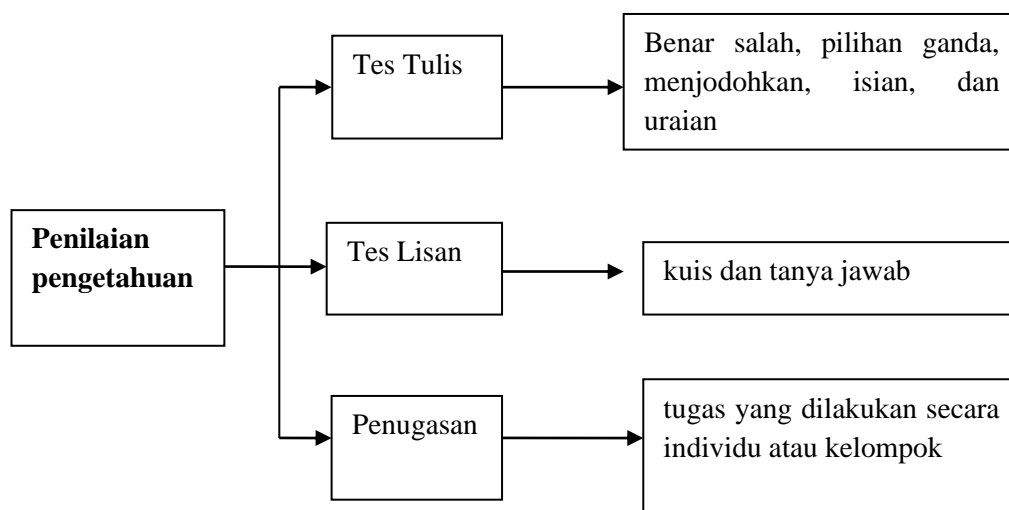 Penilaian
pengetahuan
Tes Tulis
Benar salah, pilihan ganda,
menjodohkan, isian, dan
uraian
Tes Lisan
kuis dan tanya jawab
Penugasan
tugas yang dilakukan secara
individu atau kelompok